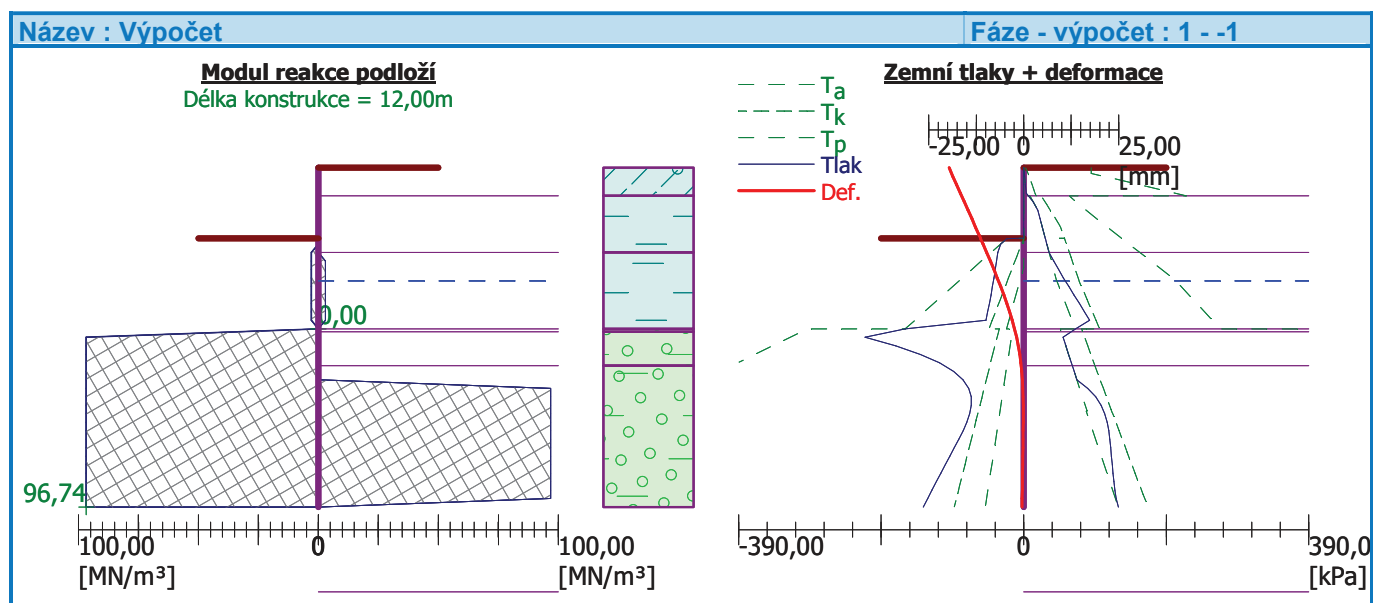 Název : Výpočet
Fáze - výpočet : 1 - -1
Modul reakce podloží
Délka konstrukce = 12,00m
0,00
96,74
100,00
0
100,00
[MN/m³]
[MN/m³]
Zemní tlaky + deformace
Ta
Tk
Tp
Tlak
Def.
-25,00
0
25,00
[mm]
-390,00
0
390,0
[kPa]